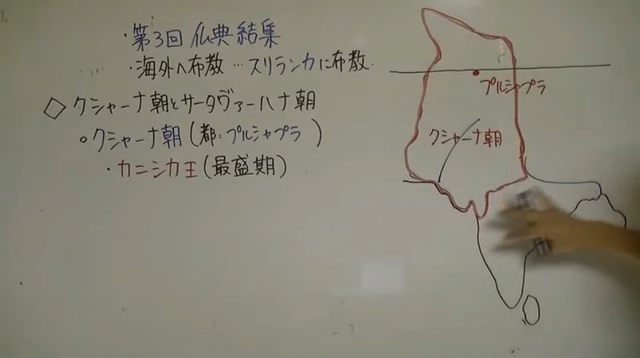 ・第3回 仏典結集
・海外へ布教…スリランカに布教.
◇クシャーナ朝とサータヴァーハナ朝
○クシャーナ朝(都:プルシャプラ)
・カニシカ王(最盛期)
プルシャプラ
クシャーナ朝